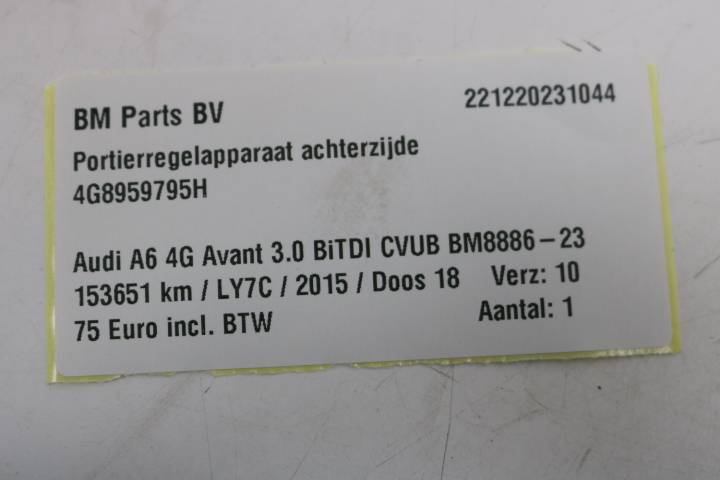 BM Parts BV 221220231044
Portierregelapparaat achterzijde
4G8959795H
Audi A6 4G Avant 3.0 BiTDI CVUB BM8886-23
153651 km / LY7C / 2015 / Doos 18 Verz: 10
75 Euro incl. BTW Aantal: 1